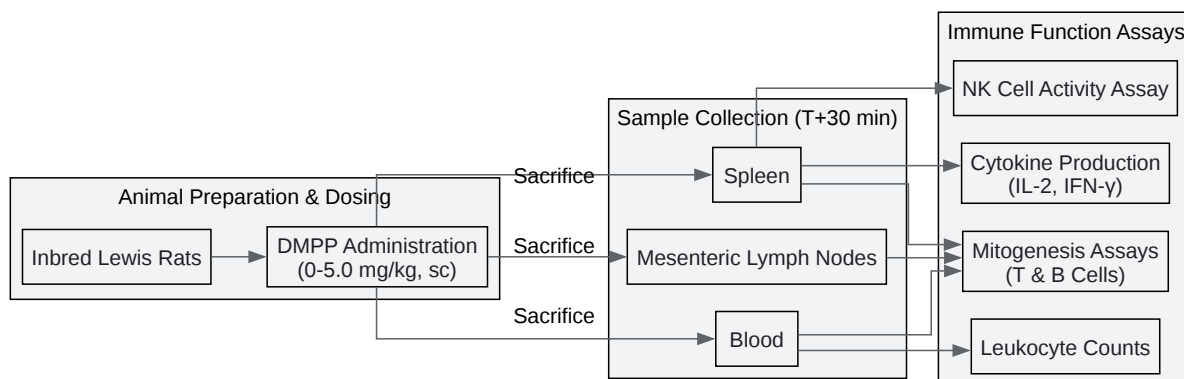 Immune Function Assays
NK Cell Activity Assay
Sample Collection (T+30 min)
Spleen
Cytokine Production
(IL-2, IFN-γ)
Sacrifice
Animal Preparation & Dosing
Inbred Lewis Rats
DMPP Administration
(0-5.0 mg/kg, sc)
Sacrifice
Mesenteric Lymph Nodes
Mitogenesis Assays
(T & B Cells)
Sacrifice
Blood
Leukocyte Counts